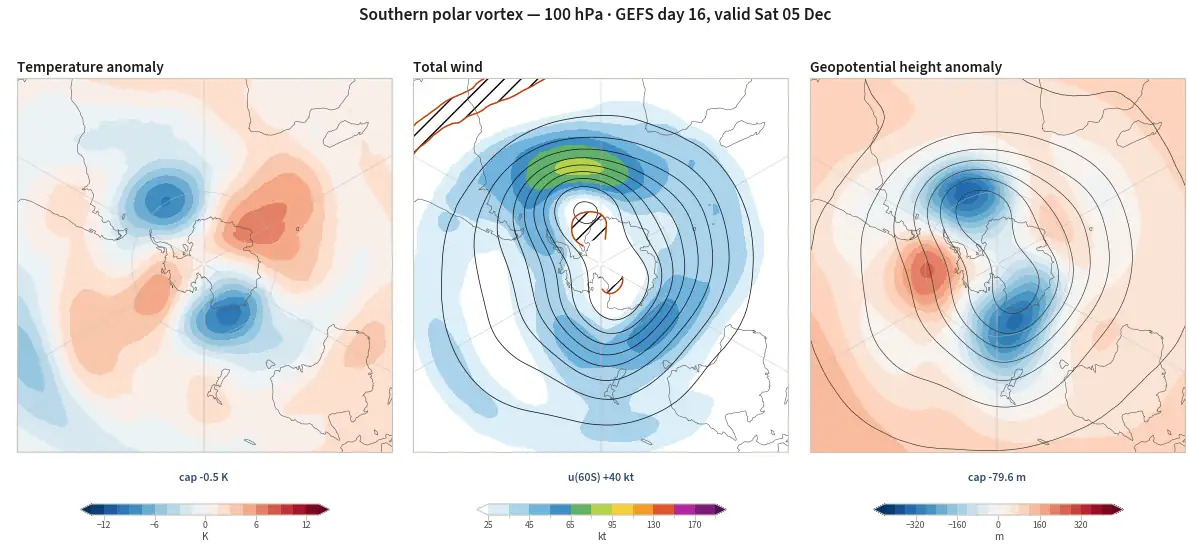 Southern polar vortex — 100 hPa · GEFS day 16, valid Sat 05 Dec
Temperature anomaly
Total wind
Geopotential height anomaly
cap -0.5 K
u(60S) +40 kt
cap -79.6 m
−12 −6 0 6 12
K
25 45 65 95 130 170
kt
−320 −160 0 160 320
m